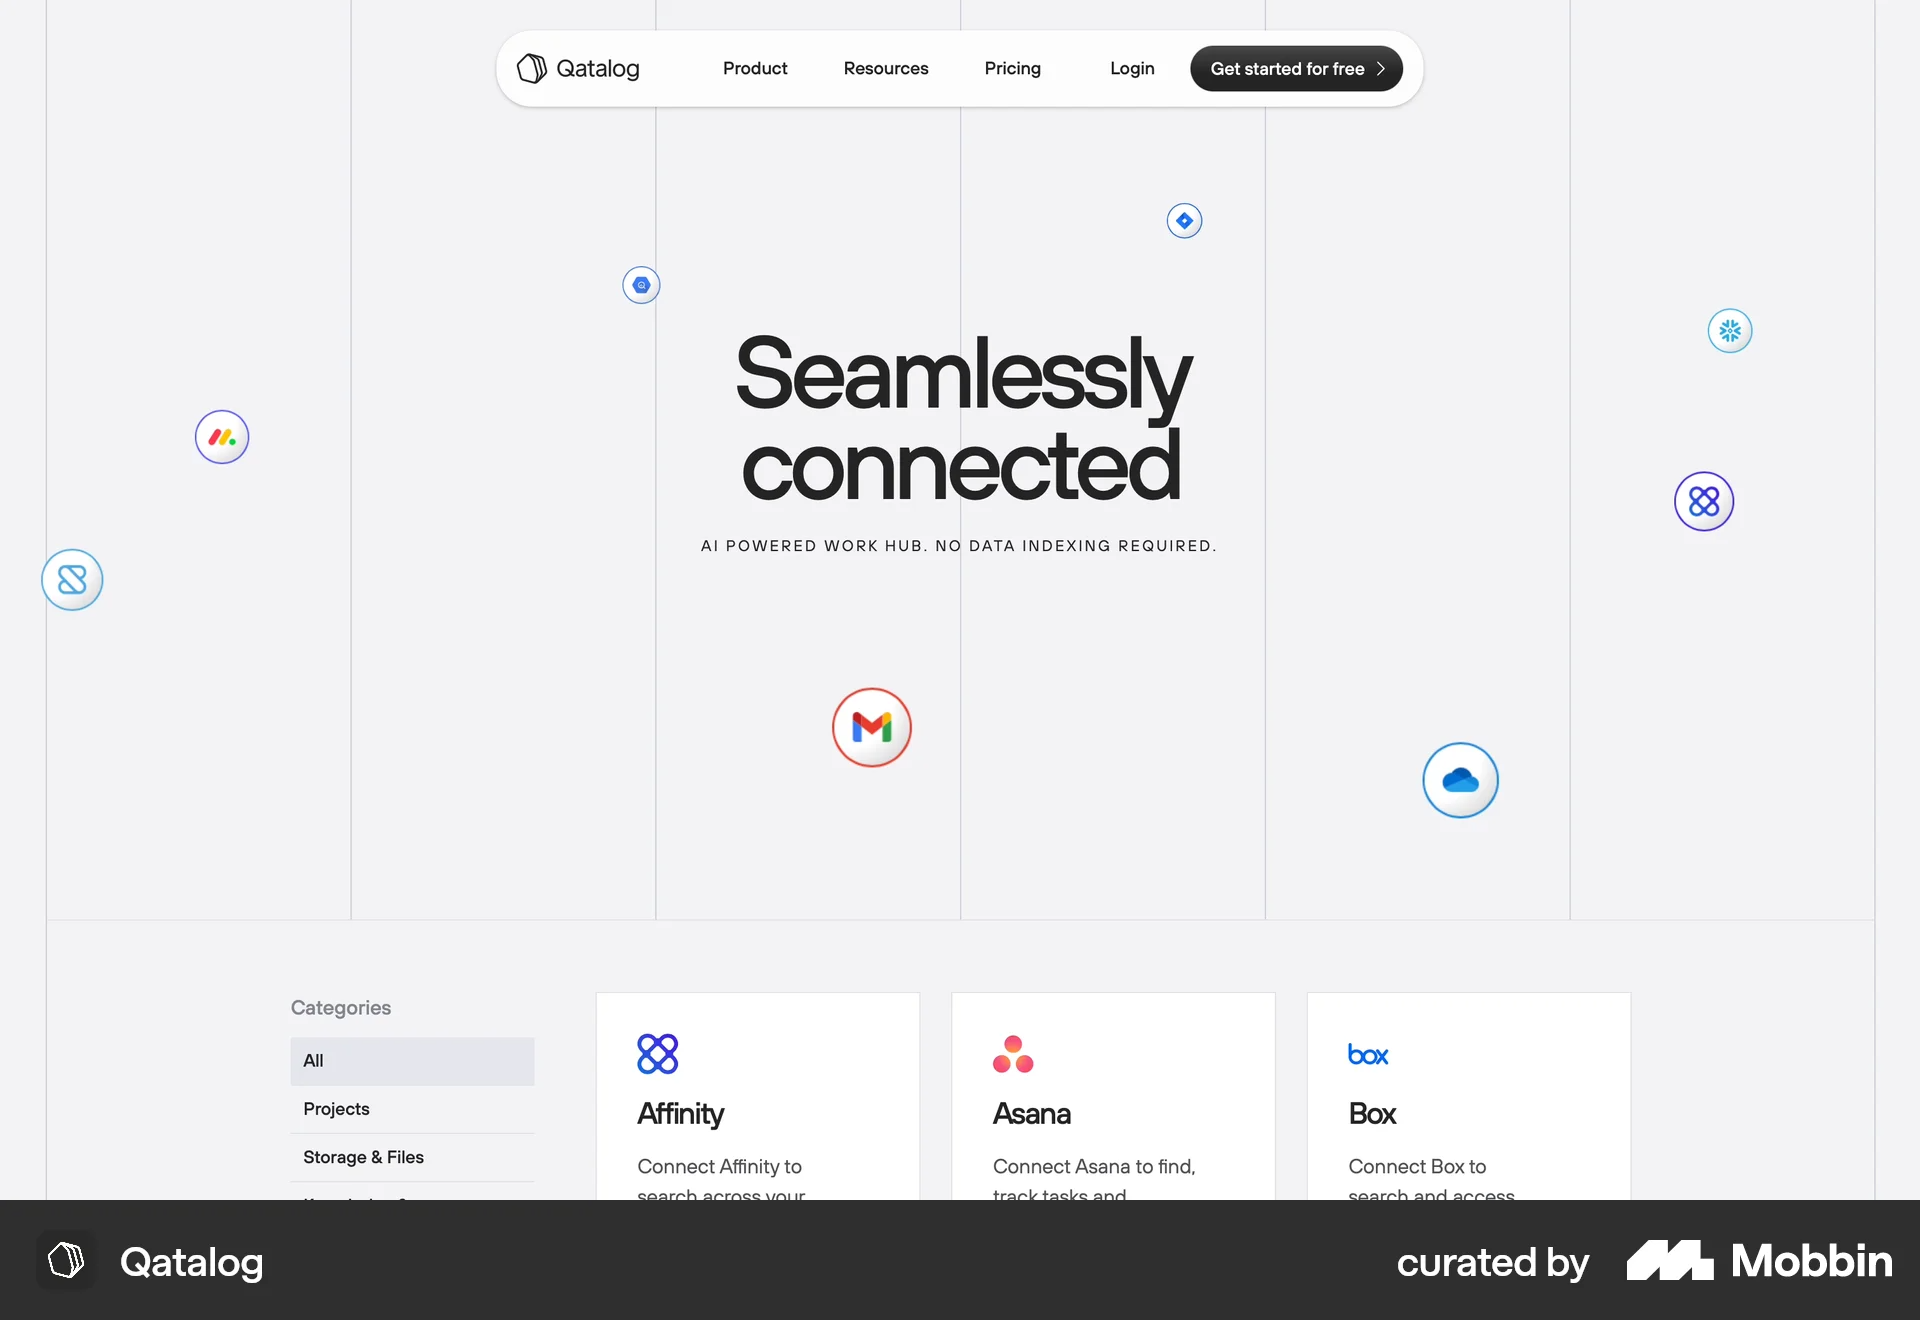 Qatalog
Product
Resources
Pricing
Login
Get started for free
Seamlessly
connected
AI POWERED WORK HUB. NO DATA INDEXING REQUIRED.
Categories
All
Projects
Storage & Files
Affinity
Connect Affinity to
search across your
Asana
Connect Asana to find,
track tasks and
box
Box
Connect Box to
search and access
Qatalog
curated by
Mobbin